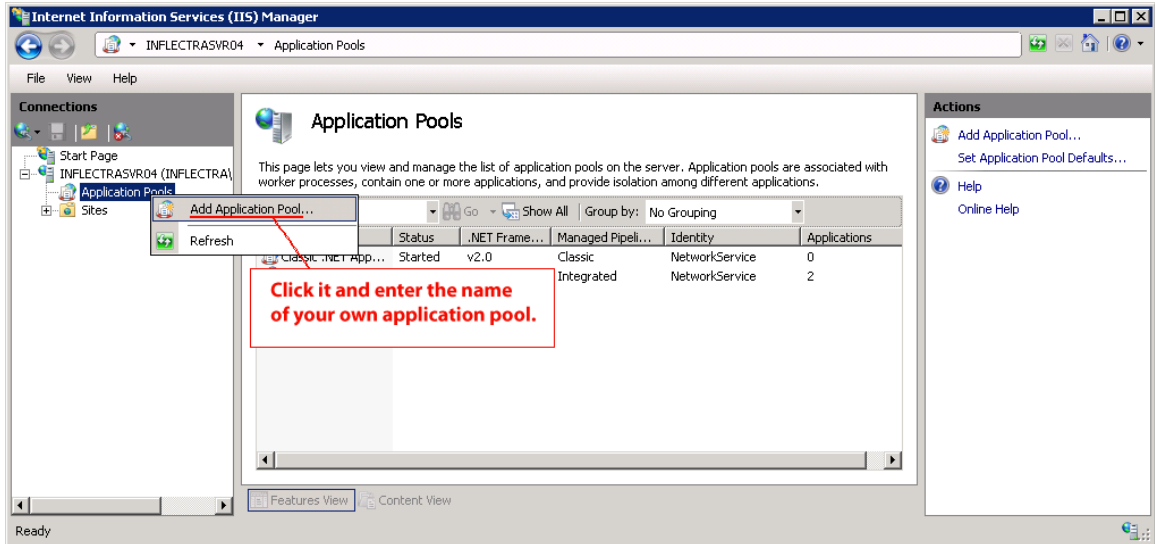 Internet Information Services (IIS) Manager
INFLECTRASVR04 Application Pools
File View Help
Connections
Start Page
INFLECTRASVR04 (INFLECTRA\
Application Pools
Sites
Add Application Pool...
Refresh
Application Pools
This page lets you view and manage the list of application pools on the server. Application pools are associated with
worker processes, contain one or more applications, and provide isolation among different applications.
Go Show All Group by: No Grouping
Status .NET Frame... Managed Pipeli... Identity Applications
Classic .NET App... Started v2.0 Classic NetworkService 0
Integrated NetworkService 2
Click it and enter the name
of your own application pool.
Features View Content View
Actions
Add Application Pool...
Set Application Pool Defaults...
Help
Online Help
Ready